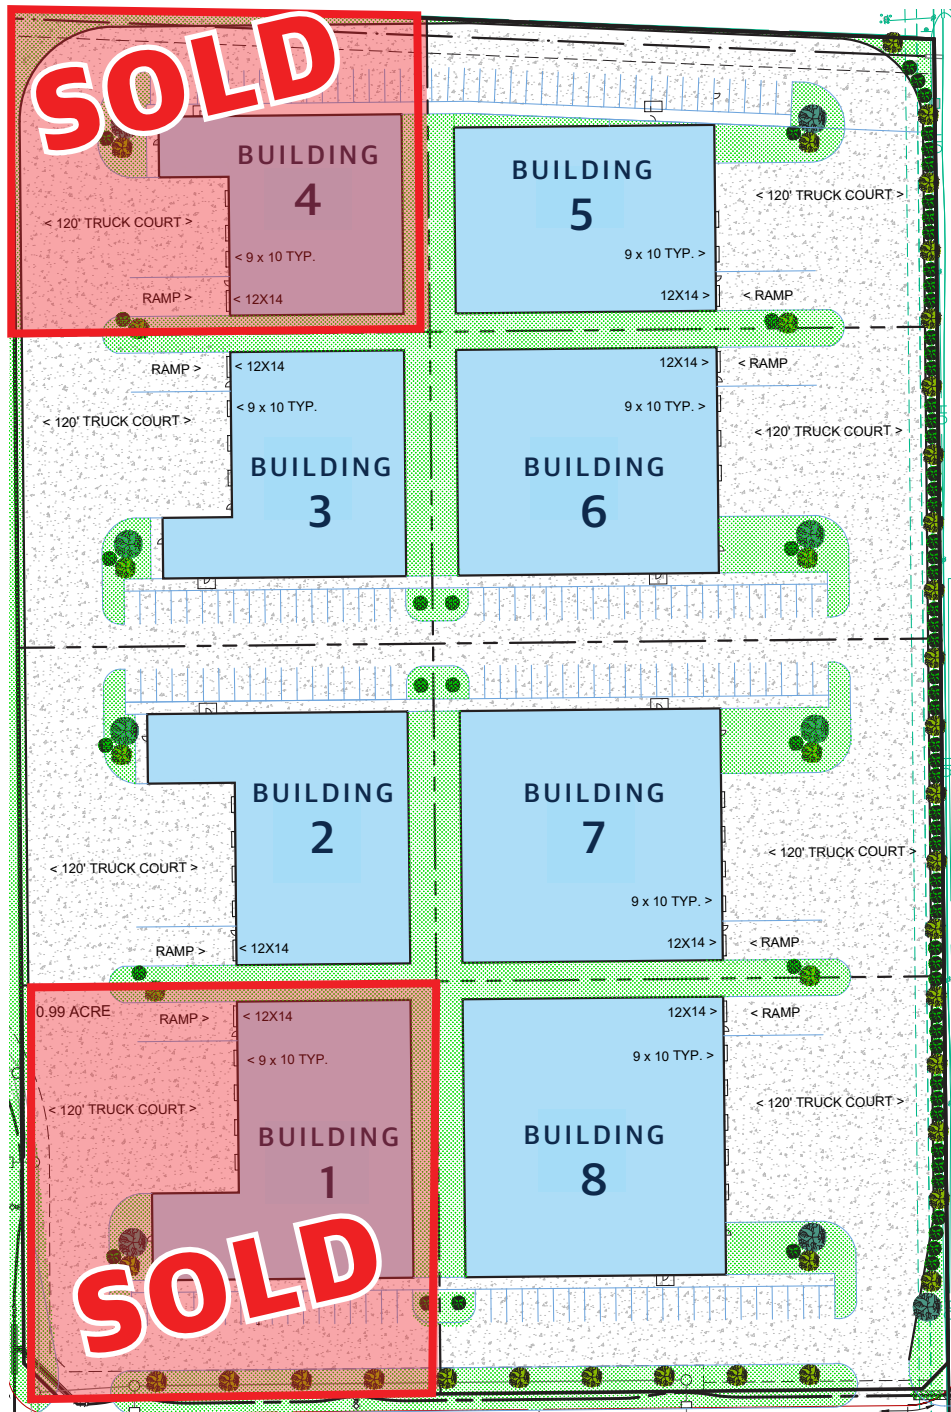 SOLD
BUILDING
4
< 120' TRUCK COURT >
< 9 x 10 TYP.
RAMP >
< 12X14
BUILDING
5
< 120' TRUCK COURT >
9 x 10 TYP. >
12X14 >
< RAMP
RAMP >
< 12X14
< 9 x 10 TYP.
< 120' TRUCK COURT >
BUILDING
3
12X14 >
< RAMP
9 x 10 TYP. >
< 120' TRUCK COURT >
BUILDING
6
BUILDING
2
< 120' TRUCK COURT >
RAMP >
< 12X14
BUILDING
7
< 120' TRUCK COURT >
9 x 10 TYP. >
12X14 >
< RAMP
0.99 ACRE
RAMP >
< 12X14
< 9 x 10 TYP.
< 120' TRUCK COURT >
BUILDING
1
SOLD
12X14 >
< RAMP
9 x 10 TYP. >
< 120' TRUCK COURT >
BUILDING
8